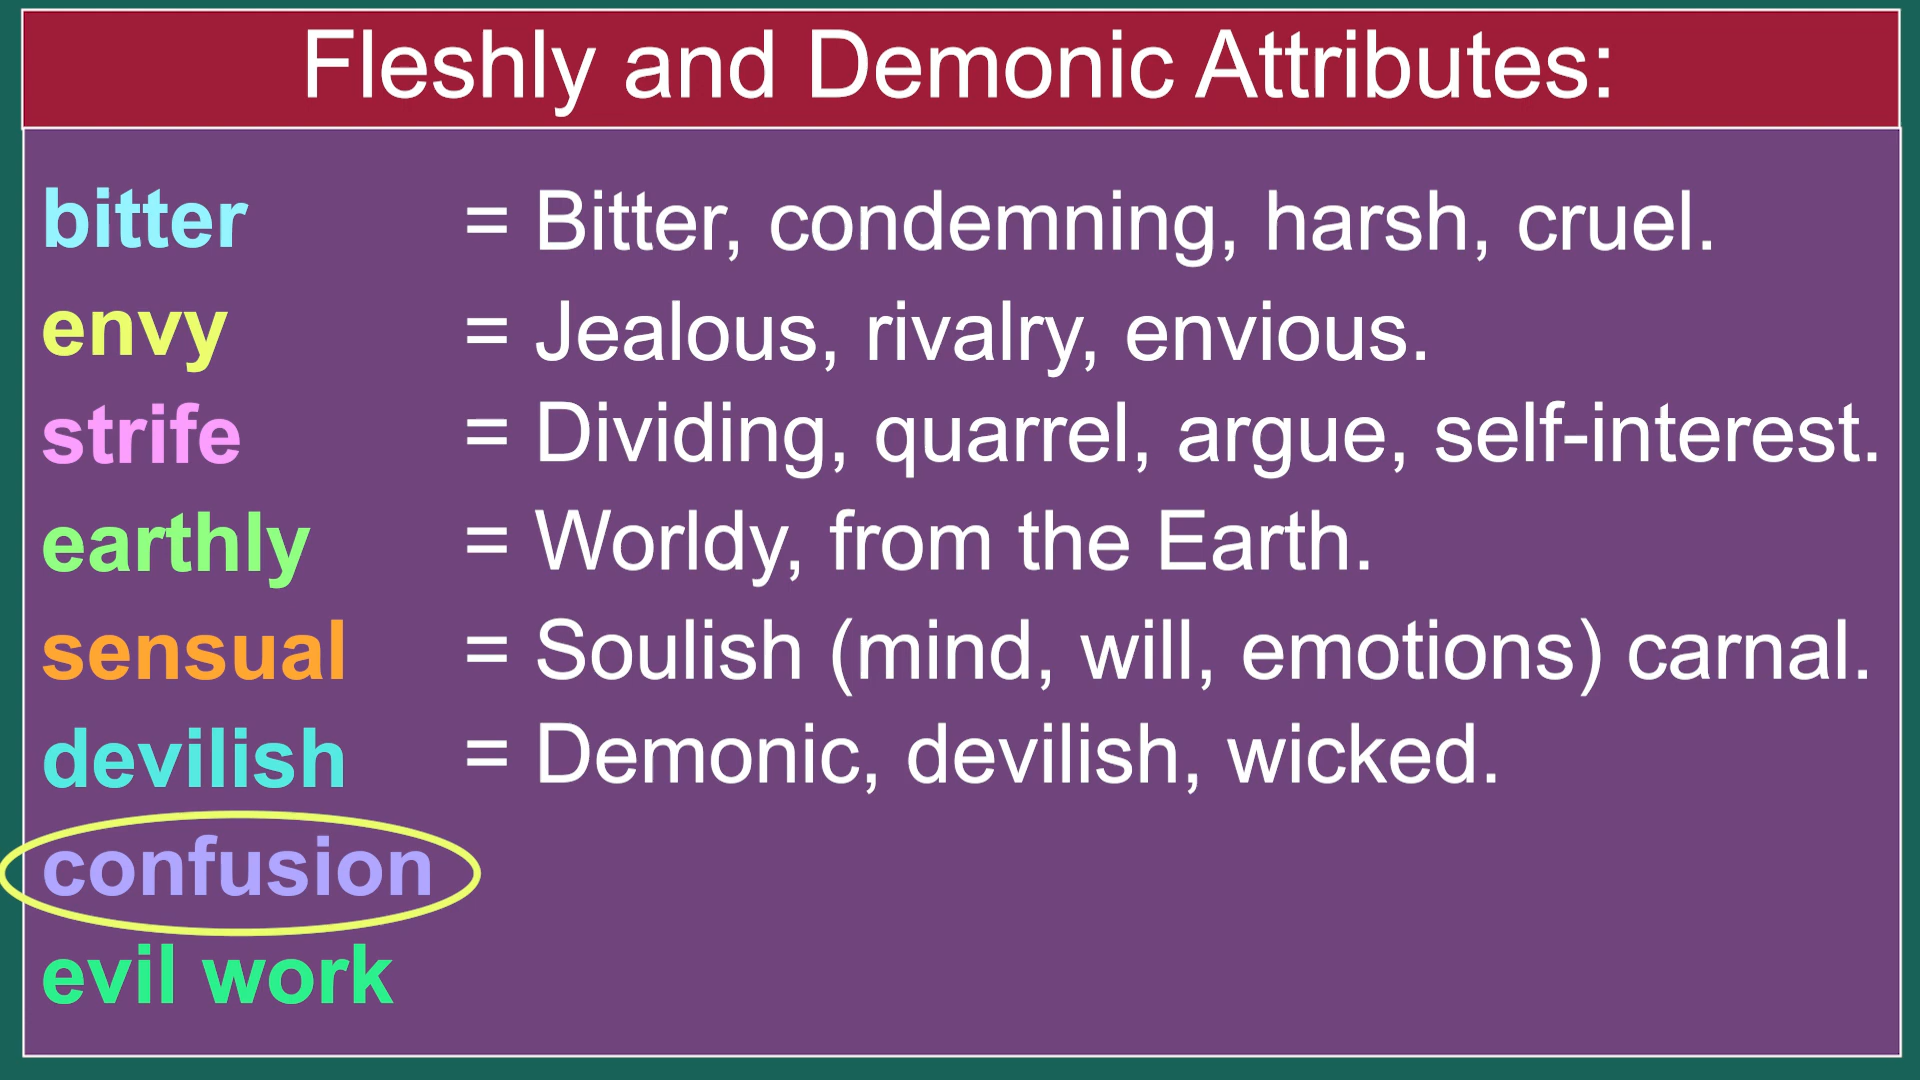 Fleshly and Demonic Attributes:
bitter = Bitter, condemning, harsh, cruel.
envy = Jealous, rivalry, envious.
strife = Dividing, quarrel, argue, self-interest.
earthly = Worldy, from the Earth.
sensual = Soulish (mind, will, emotions) carnal.
devilish = Demonic, devilish, wicked.
confusion
evil work